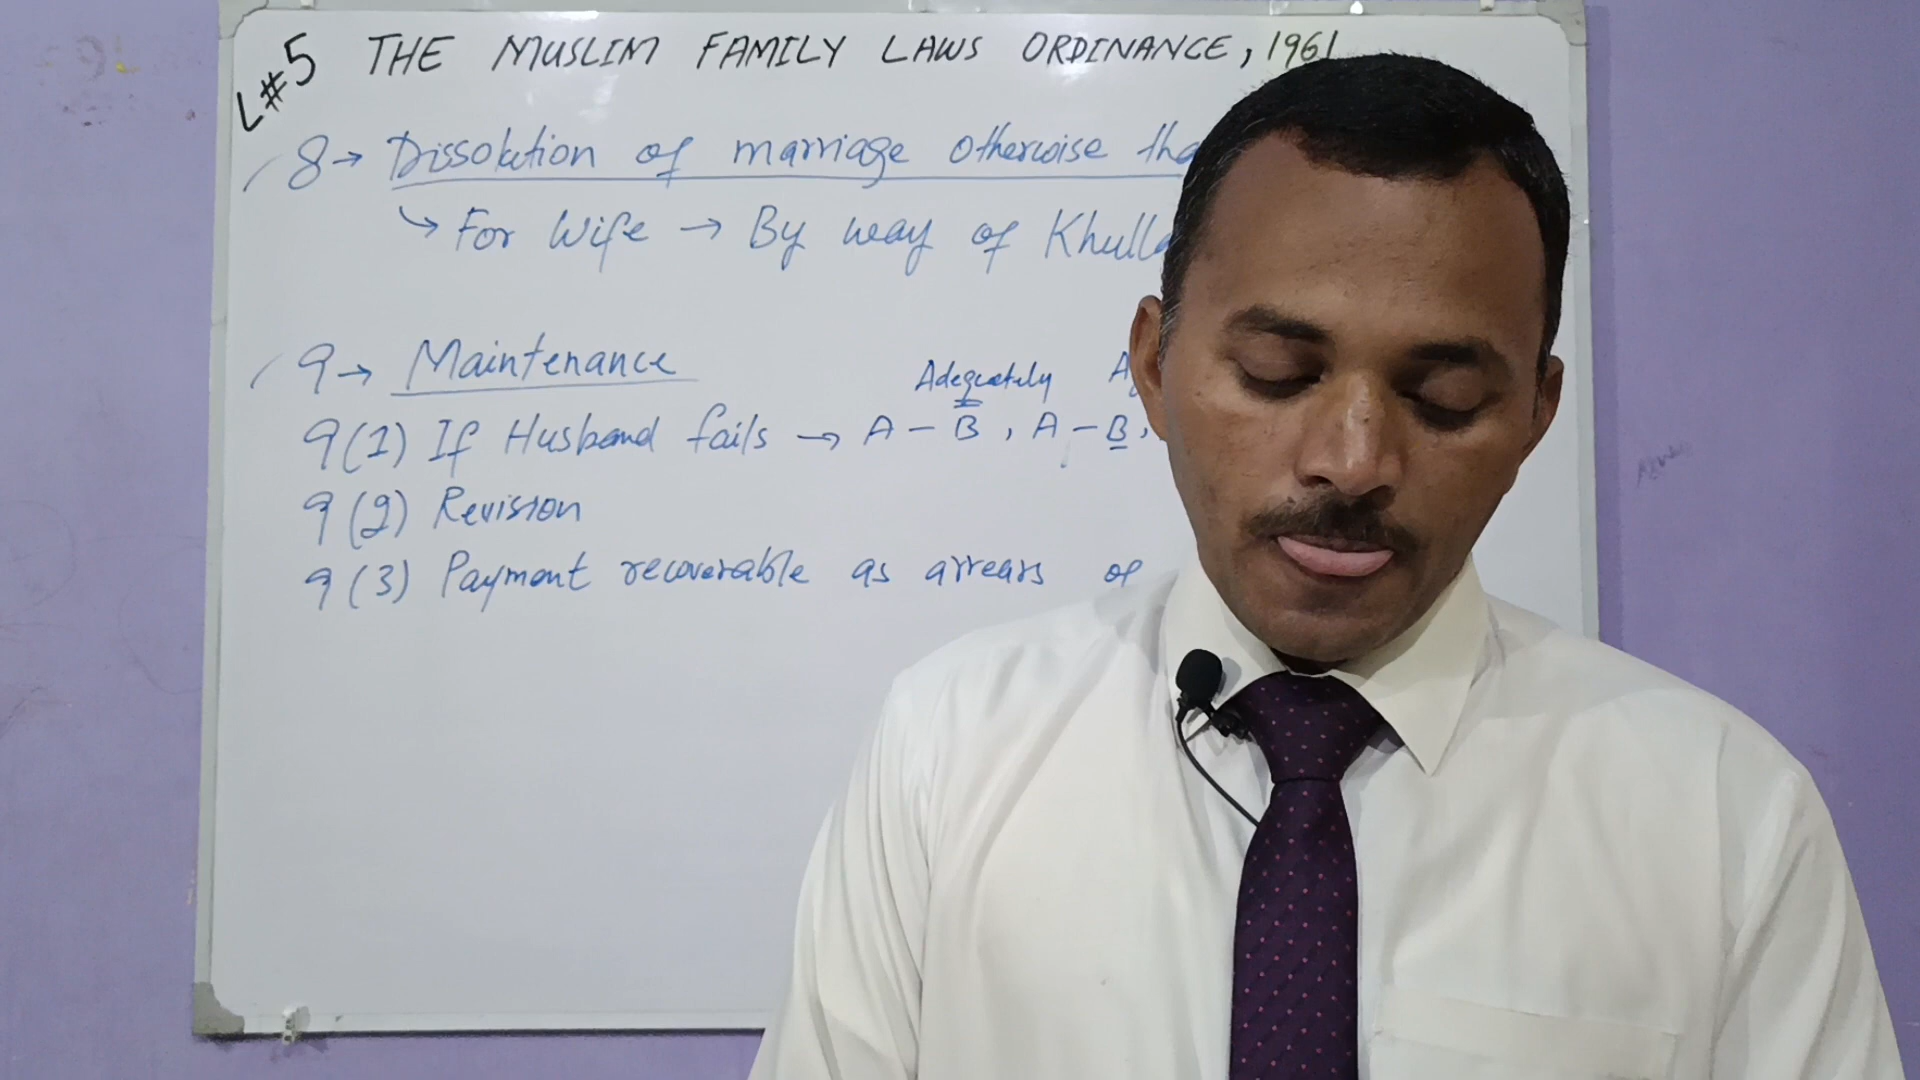 L#5 THE MUSLIM FAMILY LAWS ORDINANCE, 1961
8→ Dissolution of marriage otherwise tha
↳ For Wife → By way of Khulla
9→ Maintenance
Adequately
9(1) If Husband fails → A – B, A – B,
9(2) Revision
9(3) Payment recoverable as arrears of